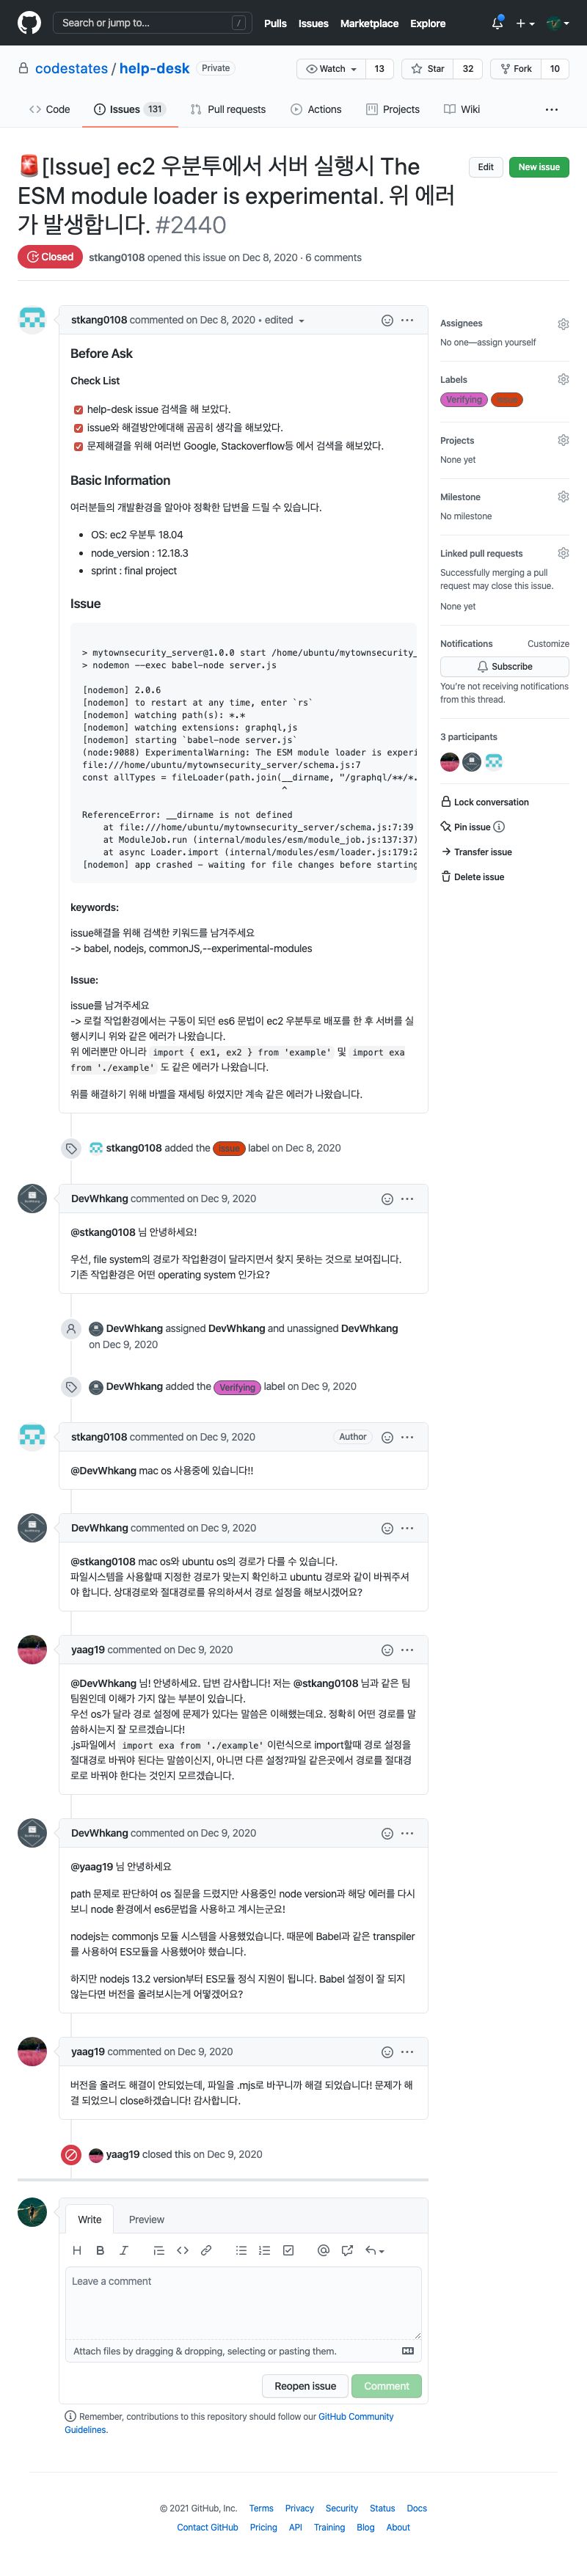 Search or jump to...
/
Pulls
Issues
Marketplace
Explore
codestates / help-desk
Private
Watch
13
Star
32
Fork
10
Code
Issues
131
Pull requests
Actions
Projects
Wiki
🚨[Issue] ec2 우분투에서 서버 실행시 The
ESM module loader is experimental. 위 에러
가 발생합니다. #2440
Edit
New issue
Closed
stkang0108 opened this issue on Dec 8, 2020 · 6 comments
stkang0108 commented on Dec 8, 2020 • edited
Before Ask
Check List
help-desk issue 검색을 해 보았다.
issue와 해결방안에대해 곰곰히 생각을 해보았다.
문제해결을 위해 여러번 Google, Stackoverflow등 에서 검색을 해보았다.
Basic Information
여러분들의 개발환경을 알아야 정확한 답변을 드릴 수 있습니다.
• OS: ec2 우분투 18.04
• node_version : 12.18.3
• sprint : final project
Issue
> mytownsecurity_server@1.0.0 start /home/ubuntu/mytownsecurity_
> nodemon --exec babel-node server.js
[nodemon] 2.0.6
[nodemon] to restart at any time, enter `rs`
[nodemon] watching path(s): *.*
[nodemon] watching extensions: graphql,js
[nodemon] starting `babel-node server.js`
(node:9088) ExperimentalWarning: The ESM module loader is experi
file:///home/ubuntu/mytownsecurity_server/schema.js:7
const allTypes = fileLoader(path.join(__dirname, "/graphql/**/*.
^
ReferenceError: __dirname is not defined
at file:///home/ubuntu/mytownsecurity_server/schema.js:7:39
at ModuleJob.run (internal/modules/esm/module_job.js:137:37)
at async Loader.import (internal/modules/esm/loader.js:179:2
[nodemon] app crashed - waiting for file changes before starting
keywords:
issue해결을 위해 검색한 키워드를 남겨주세요
-> babel, nodejs, commonJS,--experimental-modules
Issue:
issue를 남겨주세요
-> 로컬 작업환경에서는 구동이 되던 es6 문법이 ec2 우분투로 배포를 한 후 서버를 실
행시키니 위와 같은 에러가 나왔습니다.
위 에러뿐만 아니라 import { ex1, ex2 } from 'example' 및 import exa
from './example' 도 같은 에러가 나왔습니다.
위를 해결하기 위해 바벨을 재세팅 하였지만 계속 같은 에러가 나왔습니다.
Assignees
No one—assign yourself
Labels
Verifying
Issue
Projects
None yet
Milestone
No milestone
Linked pull requests
Successfully merging a pull
request may close this issue.
None yet
Notifications
Customize
Subscribe
You're not receiving notifications
from this thread.
3 participants
Lock conversation
Pin issue
Transfer issue
Delete issue
stkang0108 added the Issue label on Dec 8, 2020
DevWhkang commented on Dec 9, 2020
@stkang0108 님 안녕하세요!
우선, file system의 경로가 작업환경이 달라지면서 찾지 못하는 것으로 보여집니다.
기존 작업환경은 어떤 operating system 인가요?
DevWhkang assigned DevWhkang and unassigned DevWhkang
on Dec 9, 2020
DevWhkang added the Verifying label on Dec 9, 2020
stkang0108 commented on Dec 9, 2020
Author
@DevWhkang mac os 사용중에 있습니다!!
DevWhkang commented on Dec 9, 2020
@stkang0108 mac os와 ubuntu os의 경로가 다를 수 있습니다.
파일시스템을 사용할때 지정한 경로가 맞는지 확인하고 ubuntu 경로와 같이 바꿔주셔
야 합니다. 상대경로와 절대경로를 유의하셔서 경로 설정을 해보시겠어요?
yaag19 commented on Dec 9, 2020
@DevWhkang 님! 안녕하세요. 답변 감사합니다! 저는 @stkang0108 님과 같은 팀
팀원인데 이해가 가지 않는 부분이 있습니다.
우선 os가 달라 경로 설정에 문제가 있다는 말씀은 이해했는데요. 정확히 어떤 경로를 말
씀하시는지 잘 모르겠습니다!
.js파일에서 import exa from './example' 이런식으로 import할때 경로 설정을
절대경로 바꿔야 된다는 말씀이신지, 아니면 다른 설정?파일 같은곳에서 경로를 절대경
로로 바꿔야 한다는 것인지 모르겠습니다.
DevWhkang commented on Dec 9, 2020
@yaag19 님 안녕하세요
path 문제로 판단하여 os 질문을 드렸지만 사용중인 node version과 해당 에러를 다시
보니 node 환경에서 es6문법을 사용하고 계시는군요!
nodejs는 commonjs 모듈 시스템을 사용했었습니다. 때문에 Babel과 같은 transpiler
를 사용하여 ES모듈을 사용했어야 했습니다.
하지만 nodejs 13.2 version부터 ES모듈 정식 지원이 됩니다. Babel 설정이 잘 되지
않는다면 버전을 올려보시는게 어떻겠어요?
yaag19 commented on Dec 9, 2020
버전을 올려도 해결이 안되었는데, 파일을 .mjs로 바꾸니까 해결 되었습니다! 문제가 해
결 되었으니 close하겠습니다! 감사합니다.
yaag19 closed this on Dec 9, 2020
Write
Preview
Leave a comment
Attach files by dragging & dropping, selecting or pasting them.
Reopen issue
Comment
Remember, contributions to this repository should follow our GitHub Community
Guidelines.
© 2021 GitHub, Inc.
Terms
Privacy
Security
Status
Docs
Contact GitHub
Pricing
API
Training
Blog
About